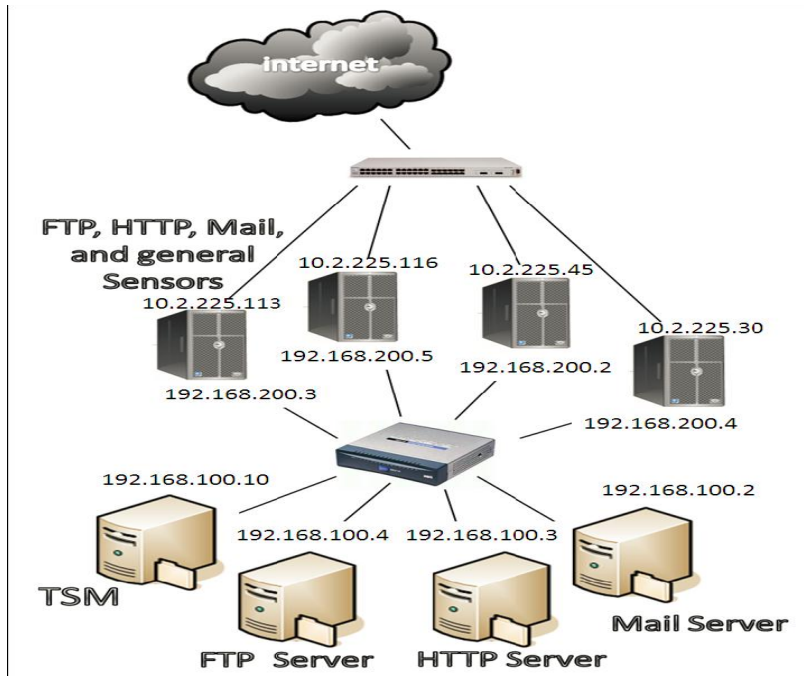 internet
FTP, HTTP, Mail,
and general
Sensors
10.2.225.113
10.2.225.116
10.2.225.45
10.2.225.30
192.168.200.3
192.168.200.5
192.168.200.2
192.168.200.4
192.168.100.10
192.168.100.4
192.168.100.3
192.168.100.2
TSM
FTP Server
HTTP Server
Mail Server